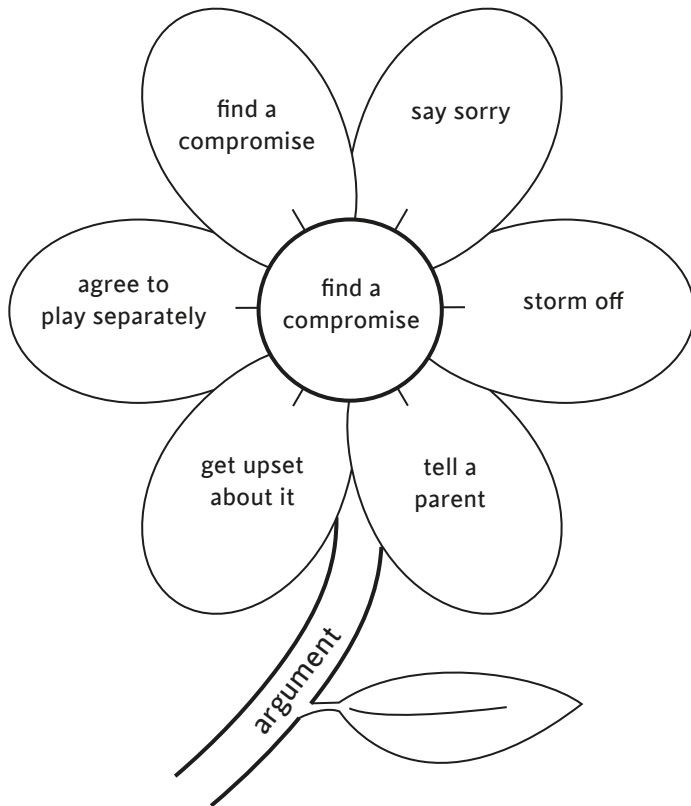 find a
compromise
say sorry
agree to
play separately
find a
compromise
storm off
get upset
about it
tell a
parent
argument